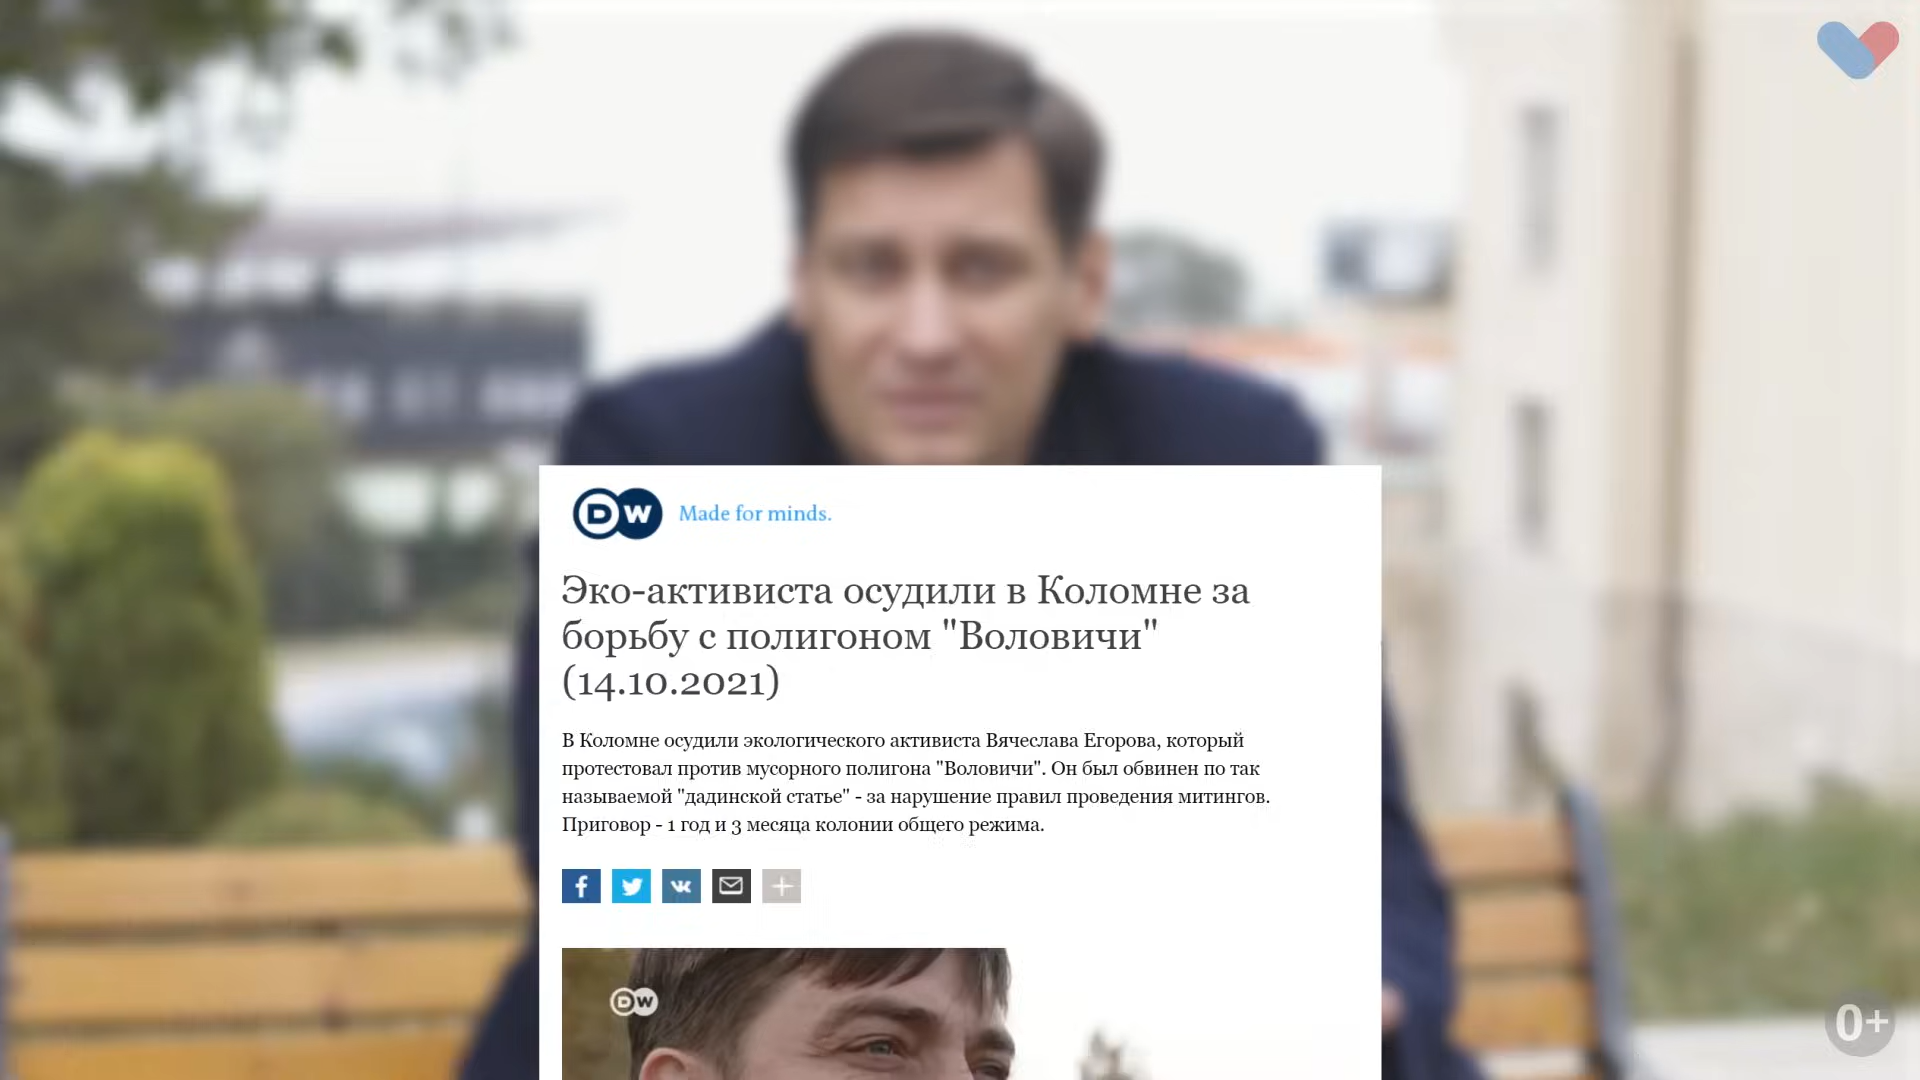 DW Made for minds.
Эко-активиста осудили в Коломне за
борьбу с полигоном "Воловичи"
(14.10.2021)
В Коломне осудили экологического активиста Вячеслава Егорова, который
протестовал против мусорного полигона "Воловичи". Он был обвинен по так
называемой "дадинской статье" - за нарушение правил проведения митингов.
Приговор - 1 год и 3 месяца колонии общего режима.
DW
0+